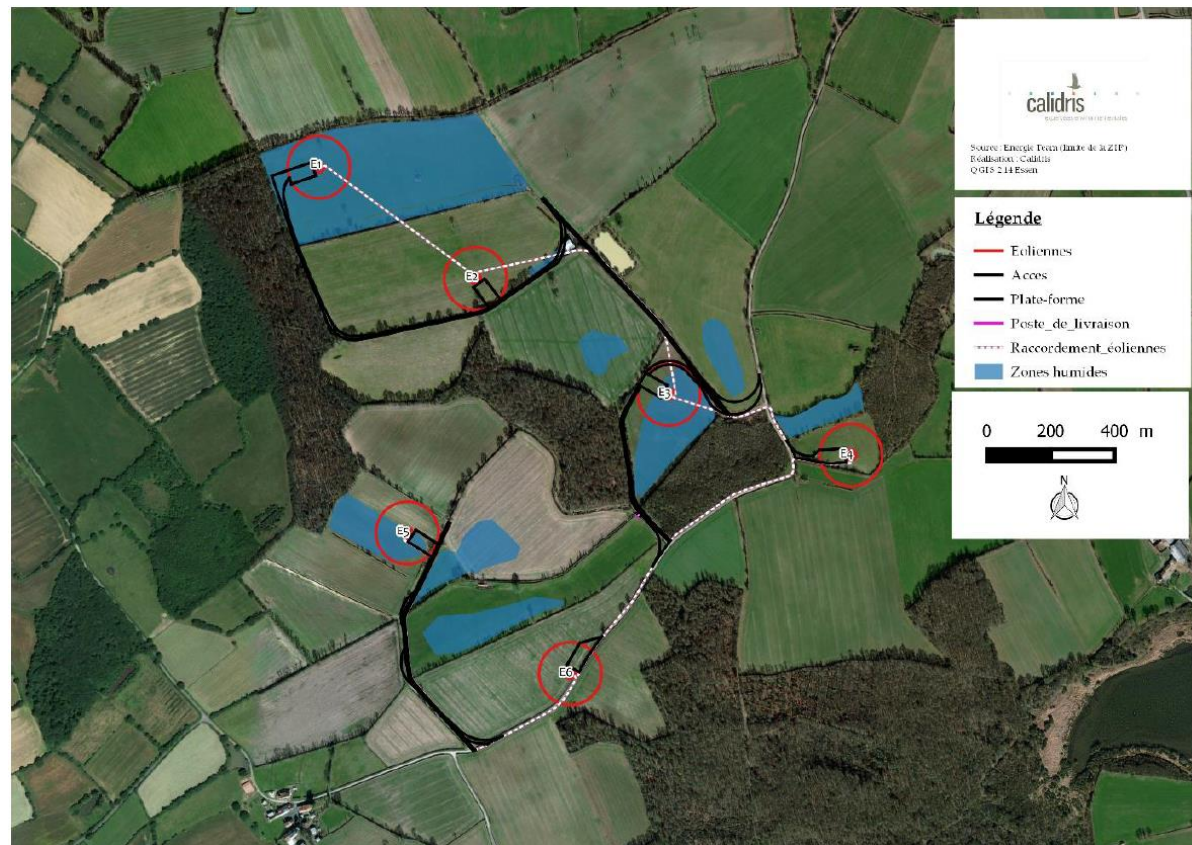 calidris
Source : Energie Team (limite de la ZIP)
Réalisation : Calidris
QGIS 2.14 Essen
Légende
Eoliennes
Acces
Plate-forme
Poste_de_livraison
Raccordement_éoliennes
Zones humides
0 200 400 m
N
E1
E2
E3
E4
E5
E6